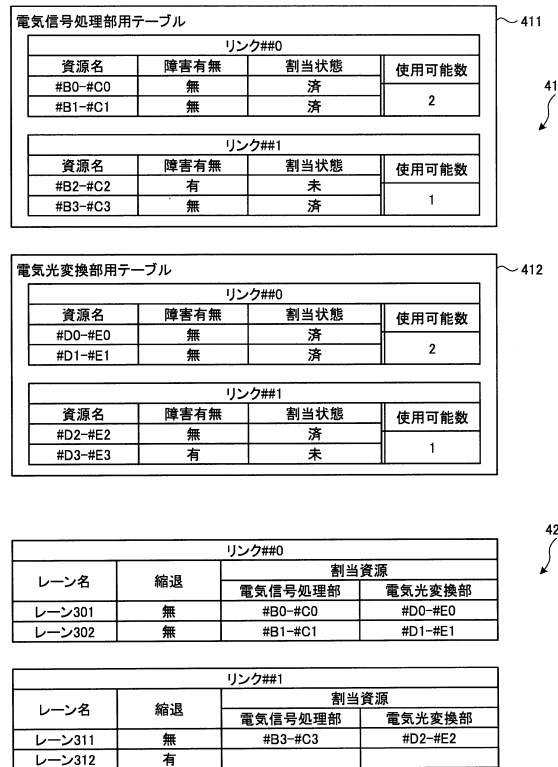 電気信号処理部用テーブル
411
リンク##0
資源名 障害有無 割当状態 使用可能数
#B0-#C0 無 済 2
#B1-#C1 無 済
41
リンク##1
資源名 障害有無 割当状態 使用可能数
#B2-#C2 有 未 1
#B3-#C3 無 済
電気光変換部用テーブル
412
リンク##0
資源名 障害有無 割当状態 使用可能数
#D0-#E0 無 済 2
#D1-#E1 無 済
リンク##1
資源名 障害有無 割当状態 使用可能数
#D2-#E2 無 済 1
#D3-#E3 有 未
42
リンク##0
レーン名 縮退 割当資源
電気信号処理部 電気光変換部
レーン301 無 #B0-#C0 #D0-#E0
レーン302 無 #B1-#C1 #D1-#E1
リンク##1
レーン名 縮退 割当資源
電気信号処理部 電気光変換部
レーン311 無 #B3-#C3 #D2-#E2
レーン312 有